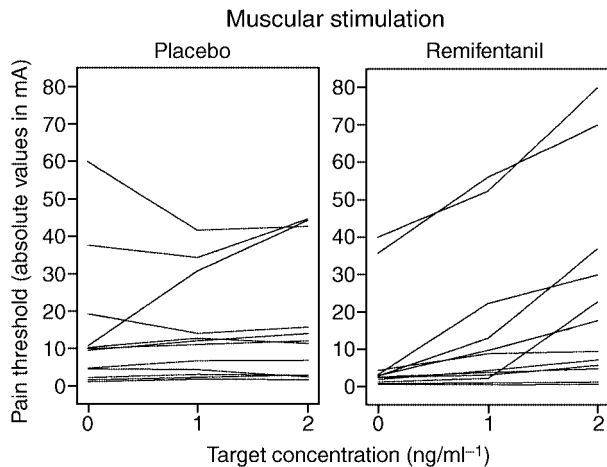 Muscular stimulation
Placebo
Remifentanil
Pain threshold (absolute values in mA)
80
70
60
50
40
30
20
10
0
80
70
60
50
40
30
20
10
0
0 1 2
0 1 2
Target concentration (ng/ml⁻¹)